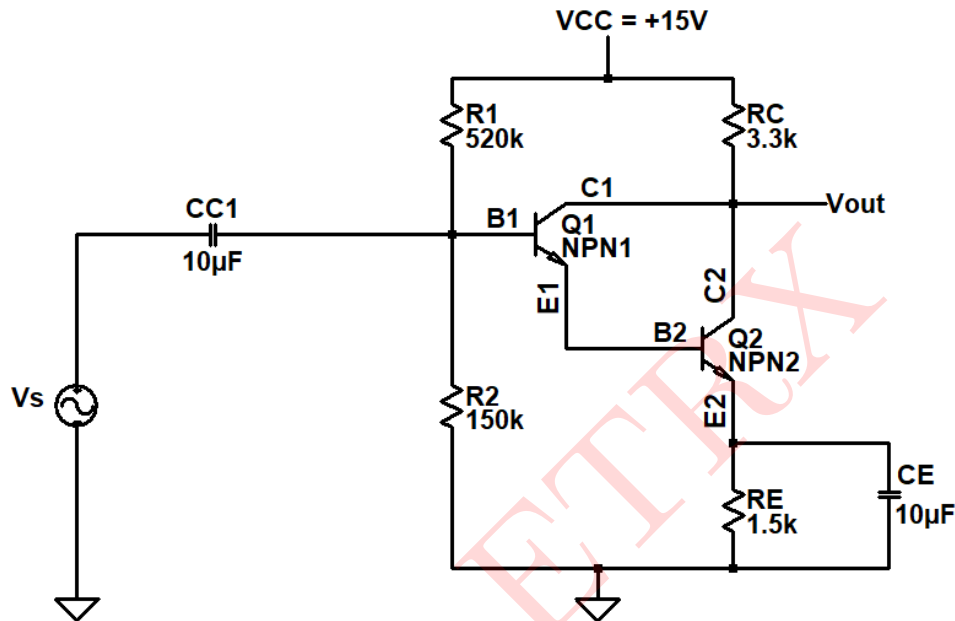 VCC = +15V
R1
520k
RC
3.3k
CC1
10µF
B1
C1
Q1
NPN1
Vout
E1
C2
B2
Q2
NPN2
Vs
R2
150k
E2
RE
1.5k
CE
10µF
ETRX